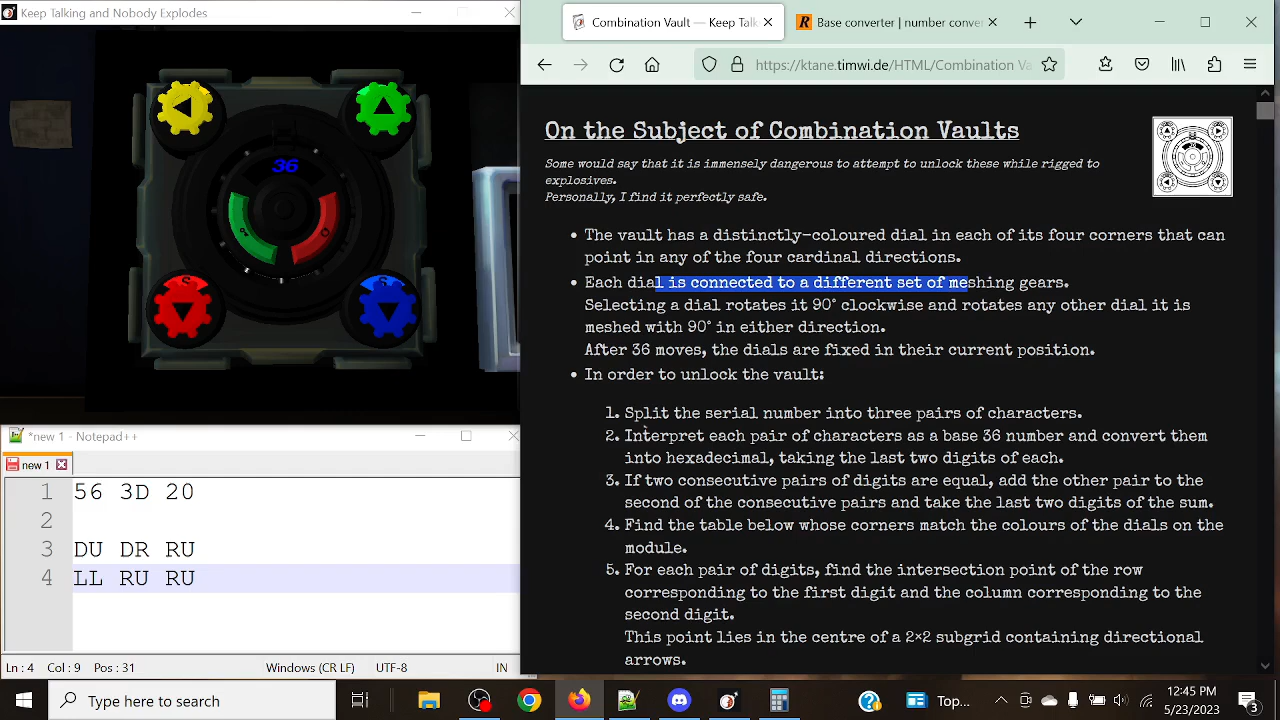 Keep Talking and Nobody Explodes
36
S
S
*new 1 - Notepad++
new 1
1 56 3D 20
2
3 DU DR RU
4 LL RU RU
Ln: 4 Col: 9 Pos: 31 Windows (CR LF) UTF-8 IN
Combination Vault — Keep Talk
Base converter | number conver
https://ktane.timwi.de/HTML/Combination Va
On the Subject of Combination Vaults
Some would say that it is immensely dangerous to attempt to unlock these while rigged to
explosives.
Personally, I find it perfectly safe.
• The vault has a distinctly-coloured dial in each of its four corners that can
point in any of the four cardinal directions.
• Each dial is connected to a different set of meshing gears.
Selecting a dial rotates it 90° clockwise and rotates any other dial it is
meshed with 90° in either direction.
After 36 moves, the dials are fixed in their current position.
• In order to unlock the vault:
1. Split the serial number into three pairs of characters.
2. Interpret each pair of characters as a base 36 number and convert them
into hexadecimal, taking the last two digits of each.
3. If two consecutive pairs of digits are equal, add the other pair to the
second of the consecutive pairs and take the last two digits of the sum.
4. Find the table below whose corners match the colours of the dials on the
module.
5. For each pair of digits, find the intersection point of the row
corresponding to the first digit and the column corresponding to the
second digit.
This point lies in the centre of a 2×2 subgrid containing directional
arrows.
Type here to search
Top...
12:45 PM
5/23/2023
3